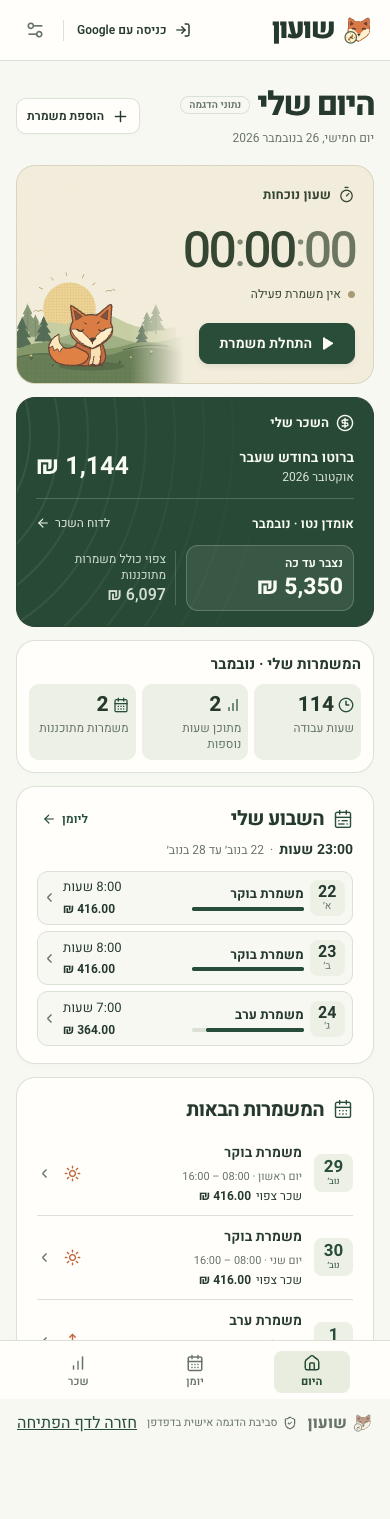 שועון
כניסה עם Google
היום שלי
נתוני הדגמה
הוספת משמרת
יום חמישי, 26 בנובמבר 2026
שעון נוכחות
00:00:00
אין משמרת פעילה
התחלת משמרת
השכר שלי
ברוטו בחודש שעבר
אוקטובר 2026
1,144 ₪
אומדן נטו · נובמבר
לדוח השכר
נצבר עד כה
5,350 ₪
צפוי כולל משמרות
מתוכננות
6,097 ₪
המשמרות שלי · נובמבר
114
שעות עבודה
2
מתוכן שעות
נוספות
2
משמרות מתוכננות
השבוע שלי
ליומן
23:00 שעות · 22 בנוב׳ עד 28 בנוב׳
22
א׳
משמרת בוקר
8:00 שעות
416.00 ₪
23
ב׳
משמרת בוקר
8:00 שעות
416.00 ₪
24
ג׳
משמרת ערב
7:00 שעות
364.00 ₪
המשמרות הבאות
29
נוב׳
משמרת בוקר
יום ראשון · 08:00 – 16:00
שכר צפוי 416.00 ₪
30
נוב׳
משמרת בוקר
יום שני · 08:00 – 16:00
שכר צפוי 416.00 ₪
1
משמרת ערב
היום
יומן
שכר
שועון
סביבת הדגמה אישית בדפדפן
חזרה לדף הפתיחה